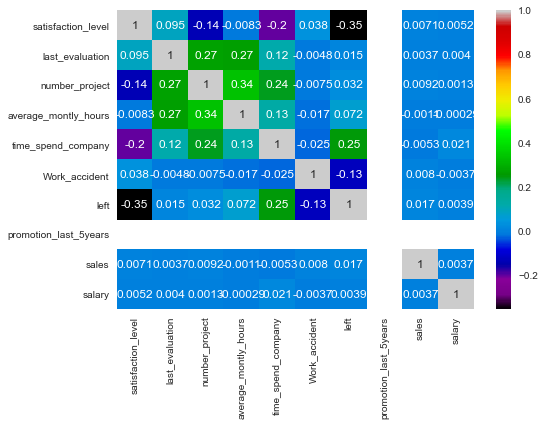 satisfaction_level 1 0.095 -0.14 -0.0083 -0.2 0.038 -0.35 0.0071 0.0052
last_evaluation 0.095 1 0.27 0.27 0.12 -0.0048 0.015 0.0037 0.004
number_project -0.14 0.27 1 0.34 0.24 -0.0075 0.032 0.0092 0.0013
average_montly_hours -0.0083 0.27 0.34 1 0.13 -0.017 0.072 -0.0011 -0.00029
time_spend_company -0.2 0.12 0.24 0.13 1 -0.025 0.25 -0.0053 0.021
Work_accident 0.038 -0.0048 -0.0075 -0.017 -0.025 1 -0.13 0.008 -0.0037
left -0.35 0.015 0.032 0.072 0.25 -0.13 1 0.017 0.0039
promotion_last_5years
sales 0.0071 0.0037 0.0092 -0.0011 -0.0053 0.008 0.017 1 0.0037
salary 0.0052 0.004 0.0013 -0.00029 0.021 -0.0037 0.0039 0.0037 1
satisfaction_level
last_evaluation
number_project
average_montly_hours
time_spend_company
Work_accident
left
promotion_last_5years
sales
salary
1.0
0.8
0.6
0.4
0.2
0.0
−0.2